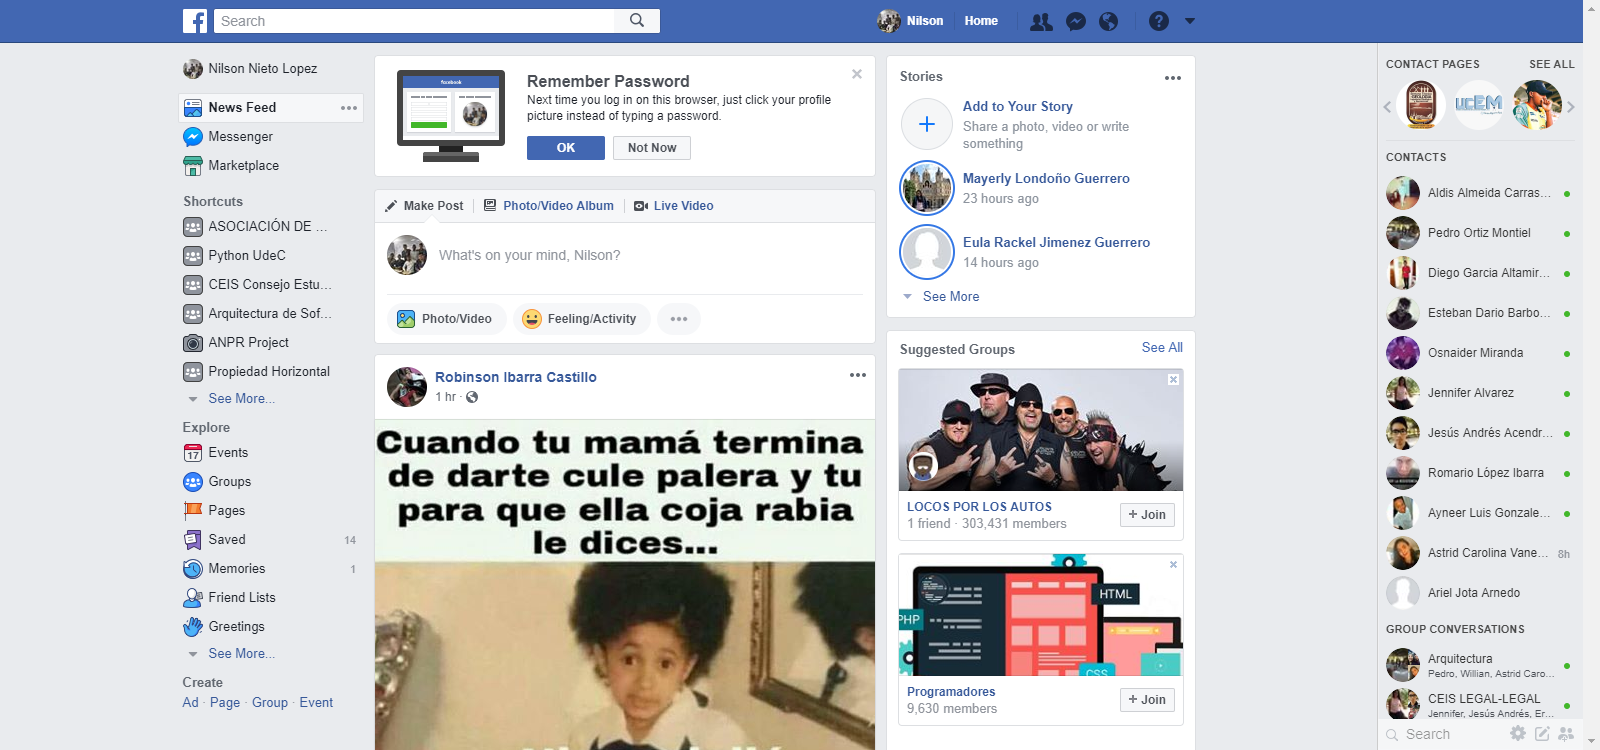 Search
Nilson
Home
Nilson Nieto Lopez
News Feed
Messenger
Marketplace
Shortcuts
ASOCIACIÓN DE ...
Python UdeC
CEIS Consejo Estu...
Arquitectura de Sof...
ANPR Project
Propiedad Horizontal
See More...
Explore
17 Events
Groups
Pages
Saved 14
Memories 1
Friend Lists
Greetings
See More...
Create
Ad · Page · Group · Event
facebook
Remember Password
Next time you log in on this browser, just click your profile
picture instead of typing a password.
OK
Not Now
Make Post
Photo/Video Album
Live Video
What's on your mind, Nilson?
Photo/Video
Feeling/Activity
Robinson Ibarra Castillo
1 hr ·
Cuando tu mamá termina
de darte cule palera y tu
para que ella coja rabia
le dices...
Stories
Add to Your Story
Share a photo, video or write
something
Mayerly Londoño Guerrero
23 hours ago
Eula Rackel Jimenez Guerrero
14 hours ago
See More
Suggested Groups
See All
LOCOS POR LOS AUTOS
1 friend · 303,431 members
+ Join
HTML
PHP
CSS
Programadores
9,630 members
+ Join
CONTACT PAGES
SEE ALL
UCEM
CONTACTS
Aldis Almeida Carras...
Pedro Ortiz Montiel
Diego Garcia Altamir...
Esteban Dario Barbo...
Osnaider Miranda
Jennifer Alvarez
Jesús Andrés Acendr...
Romario López Ibarra
Ayneer Luis Gonzale...
Astrid Carolina Vane... 8h
Ariel Jota Arnedo
GROUP CONVERSATIONS
Arquitectura
Pedro, Willian, Astrid Caro...
CEIS LEGAL-LEGAL
Jennifer, Jesús Andrés, Er...
Search